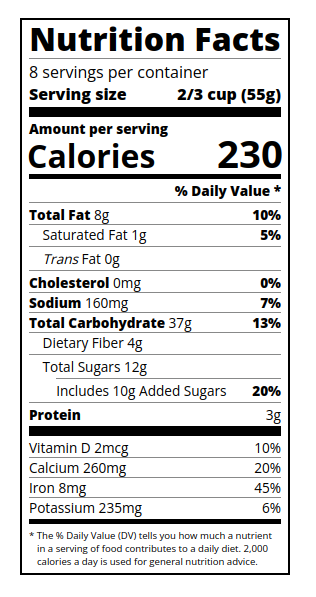 Nutrition Facts
8 servings per container
Serving size 2/3 cup (55g)
Amount per serving
Calories 230
% Daily Value *
Total Fat 8g 10%
Saturated Fat 1g 5%
Trans Fat 0g
Cholesterol 0mg 0%
Sodium 160mg 7%
Total Carbohydrate 37g 13%
Dietary Fiber 4g
Total Sugars 12g
Includes 10g Added Sugars 20%
Protein 3g
Vitamin D 2mcg 10%
Calcium 260mg 20%
Iron 8mg 45%
Potassium 235mg 6%
* The % Daily Value (DV) tells you how much a nutrient
in a serving of food contributes to a daily diet. 2,000
calories a day is used for general nutrition advice.